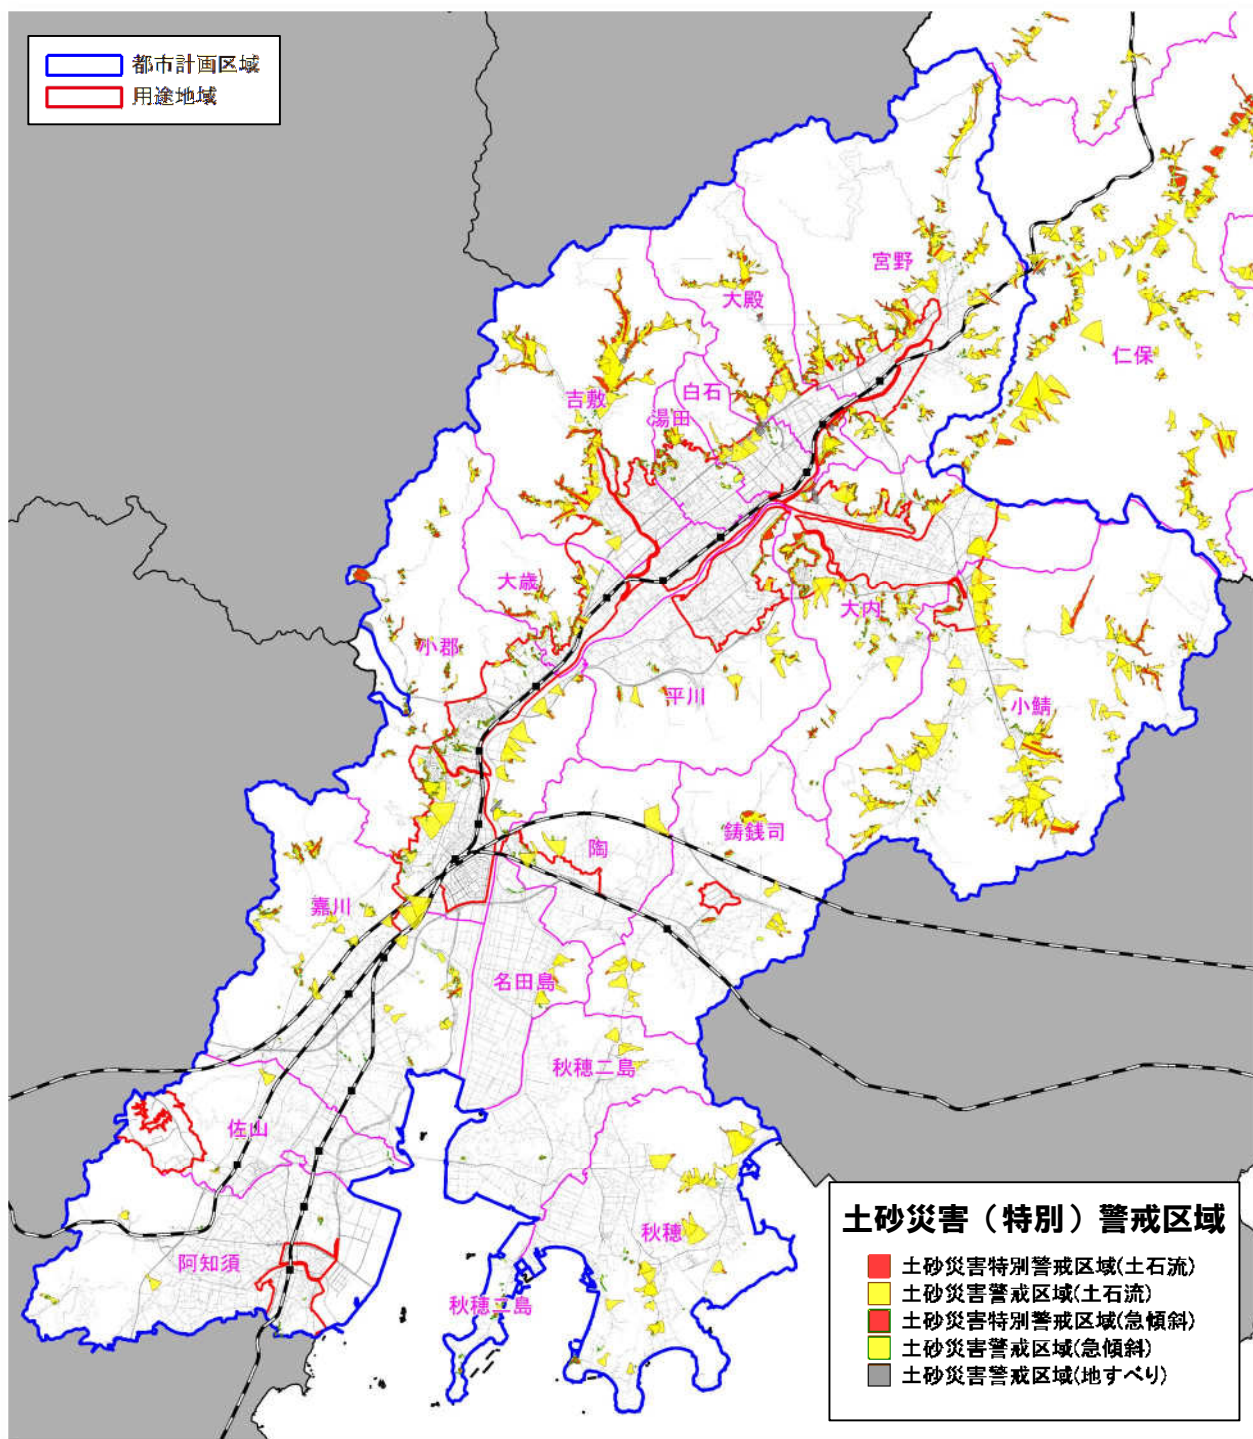 都市計画区域
用途地域
宮野
大殿
仁保
白石
吉敷
湯田
大歳
大内
小郡
平川
小鯖
鋳銭司
陶
嘉川
名田島
秋穂二島
佐山
秋穂
阿知須
秋穂二島
土砂災害（特別）警戒区域
土砂災害特別警戒区域(土石流)
土砂災害警戒区域(土石流)
土砂災害特別警戒区域(急傾斜)
土砂災害警戒区域(急傾斜)
土砂災害警戒区域(地すべり)